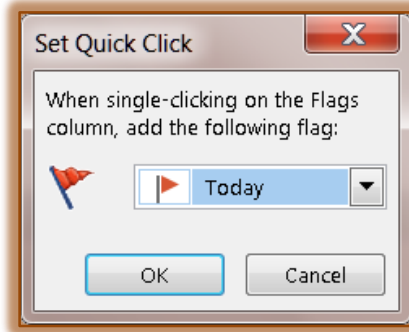 Set Quick Click
When single-clicking on the Flags
column, add the following flag:
Today
OK
Cancel